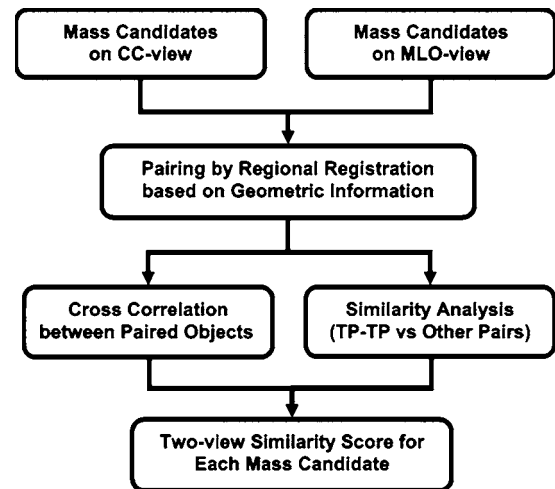 Mass Candidates
on CC-view
Mass Candidates
on MLO-view
Pairing by Regional Registration
based on Geometric Information
Cross Correlation
between Paired Objects
Similarity Analysis
(TP-TP vs Other Pairs)
Two-view Similarity Score for
Each Mass Candidate